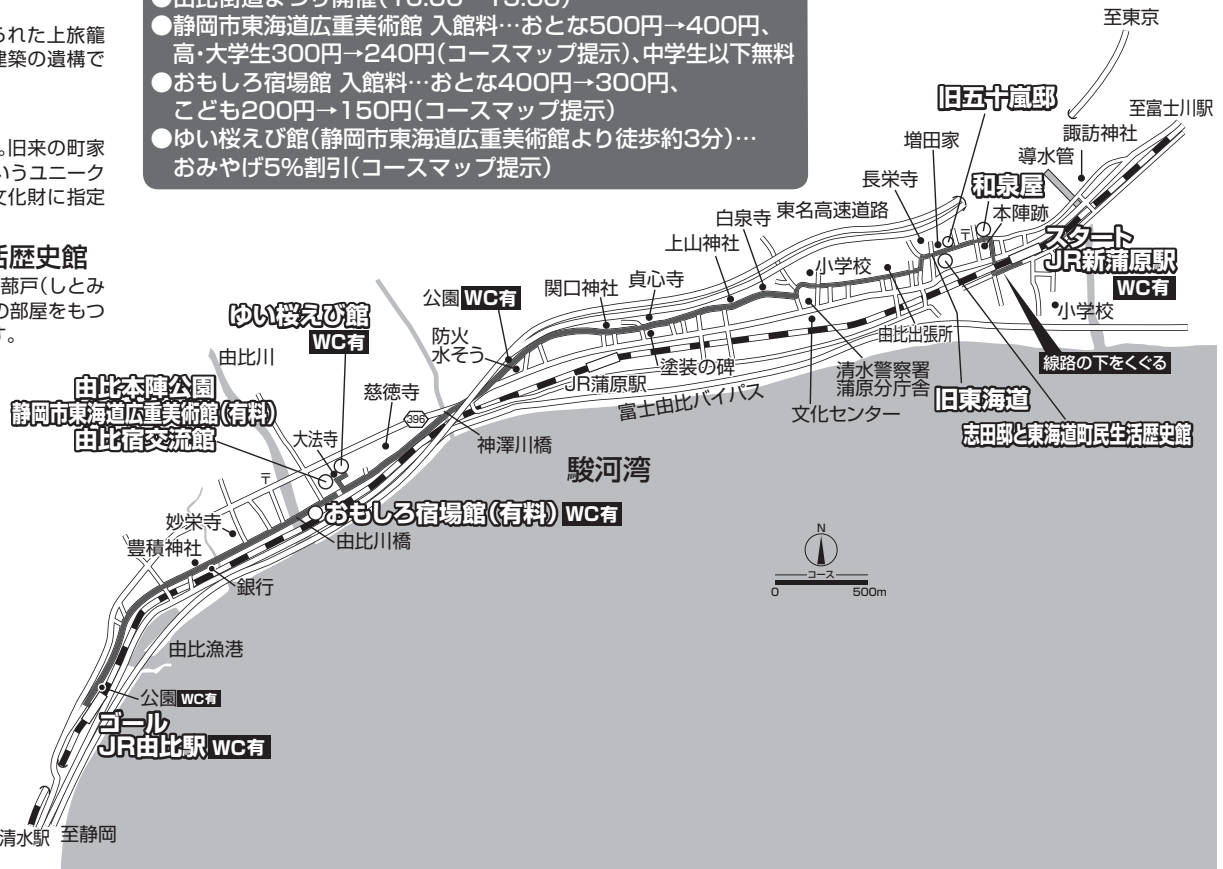 られた上旅籠
建築の遺構で
。旧来の町家
いうユニーク
文化財に指定
活歴史館
蔀戸(しとみ
の部屋をもつ
す。
●静岡市東海道広重美術館 入館料…おとな500円→400円、
高・大学生300円→240円(コースマップ提示)、中学生以下無料
●おもしろ宿場館 入館料…おとな400円→300円、
こども200円→150円(コースマップ提示)
●ゆい桜えび館(静岡市東海道広重美術館より徒歩約3分)…
おみやげ5%割引(コースマップ提示)
至東京
旧五十嵐邸
至富士川駅
諏訪神社
増田家
導水管
長栄寺
和泉屋
〒
本陣跡
白泉寺
東名高速道路
スタート
JR新蒲原駅
WC有
上山神社
小学校
小学校
貞心寺
関口神社
公園 WC有
ゆい桜えび館
WC有
防火
水そう
由比出張所
線路の下をくぐる
由比川
塗装の碑
JR蒲原駅
清水警察署
蒲原分庁舎
富士由比バイパス
文化センター
旧東海道
志田邸と東海道町民生活歴史館
由比本陣公園
静岡市東海道広重美術館(有料)
由比宿交流館
慈徳寺
396
大法寺
神澤川橋
駿河湾
〒
おもしろ宿場館(有料) WC有
妙栄寺
由比川橋
豊積神社
銀行
N
コース
0 500m
由比漁港
公園 WC有
ゴール
JR由比駅 WC有
清水駅 至静岡